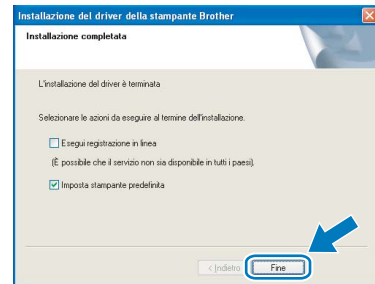 Installazione del driver della stampante Brother
Installazione completata
L'installazione del driver è terminata
Selezionare le azioni da eseguire al termine dell'installazione.
Esegui registrazione in linea
(È possibile che il servizio non sia disponibile in tutti i paesi).
Imposta stampante predefinita
< Indietro
Fine